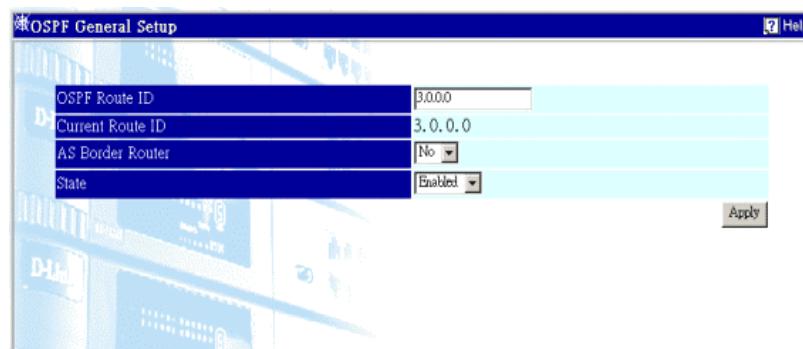 OSPF General Setup
? Hel
OSPF Route ID 3.0.0.0
Current Route ID 3.0.0.0
AS Border Router No
State Enabled
Apply
D-Link